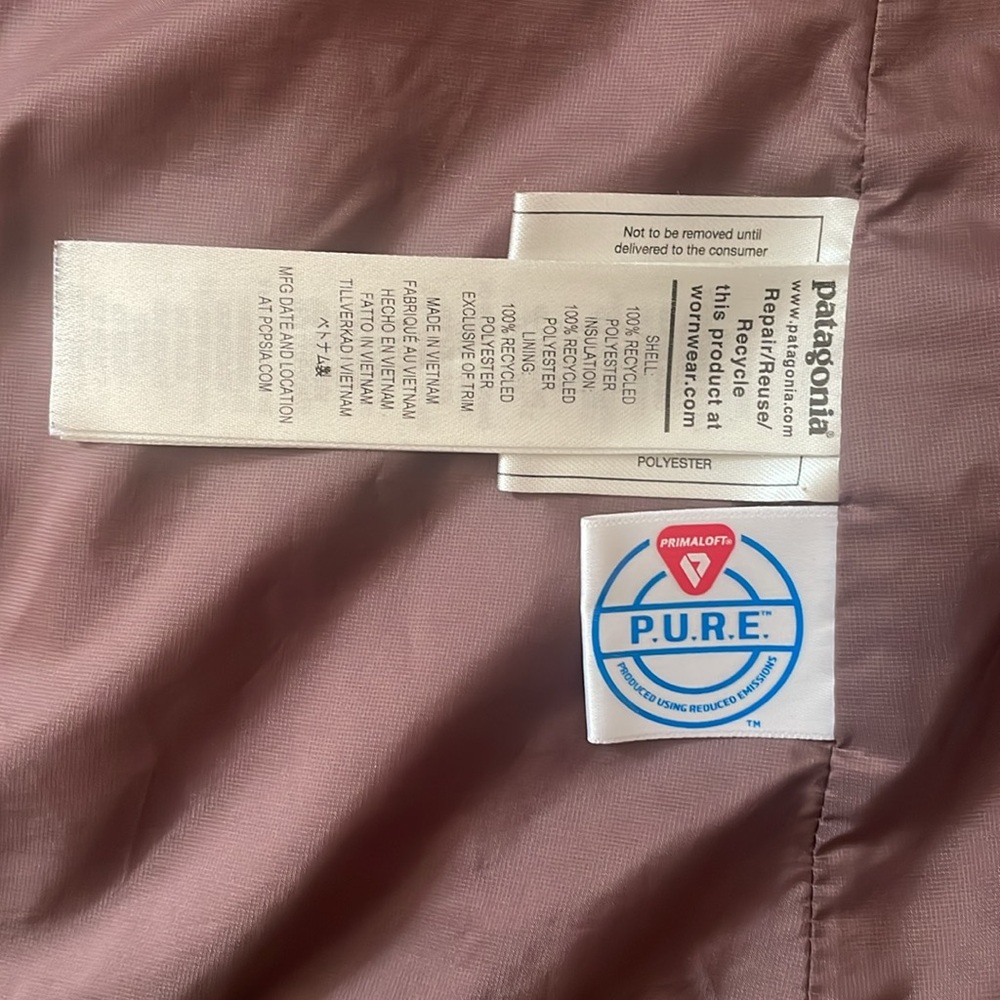 Not to be removed until
delivered to the consumer
patagonia®
www.patagonia.com
Repair/Reuse/
Recycle
this product at
wornwear.com
SHELL:
100% RECYCLED
POLYESTER
INSULATION:
100% RECYCLED
POLYESTER
LINING:
100% RECYCLED
POLYESTER
EXCLUSIVE OF TRIM
MADE IN VIETNAM
FABRIQUÉ AU VIETNAM
HECHO EN VIETNAM
FATTO IN VIETNAM
TILLVERKAD I VIETNAM
ベトナム製
MFG DATE AND LOCATION
AT PCPSIA.COM
POLYESTER
PRIMALOFT®
P.U.R.E.™
PRODUCED USING REDUCED EMISSIONS
TM